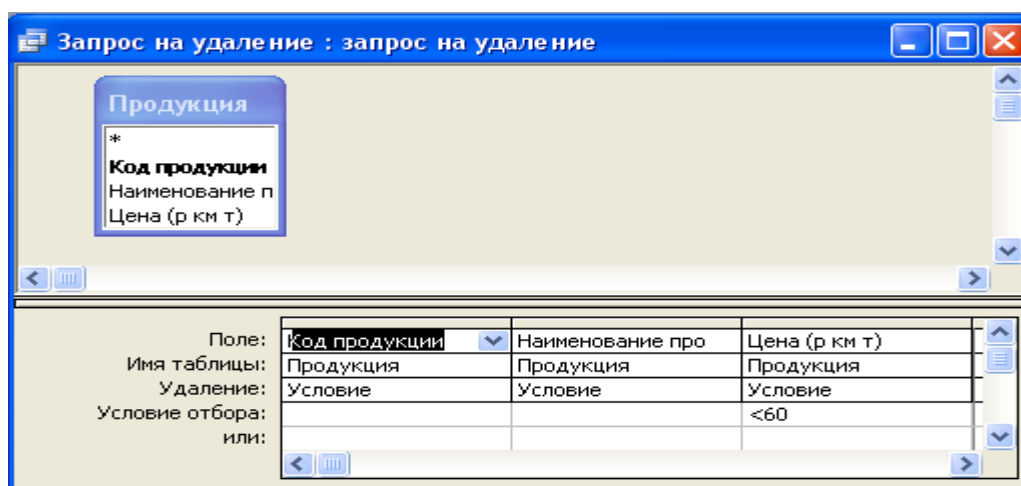 Запрос на удаление : запрос на удаление
Продукция
*
Код продукции
Наименование п
Цена (р км т)
Поле: Код продукции Наименование про Цена (р км т)
Имя таблицы: Продукция Продукция Продукция
Удаление: Условие Условие Условие
Условие отбора: <60
или: